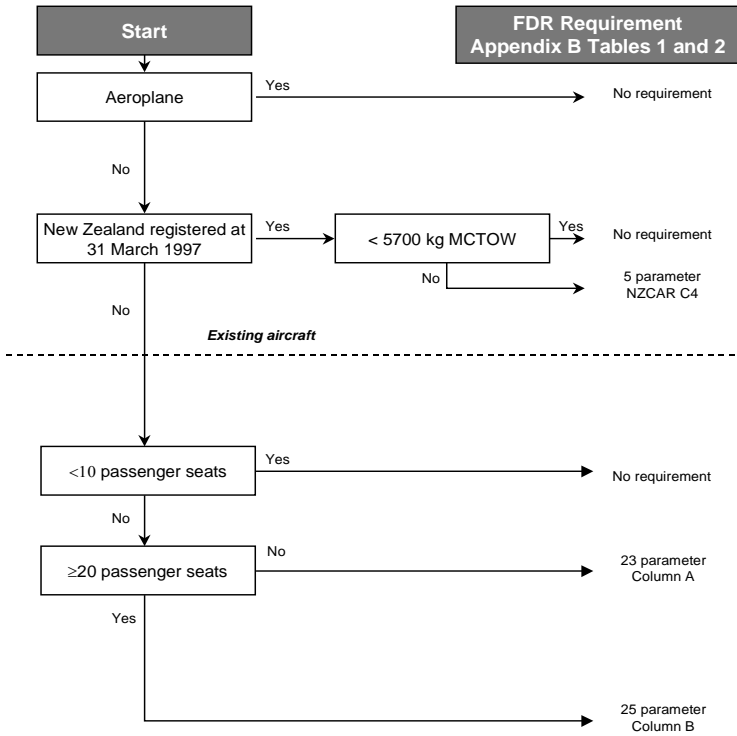 Start
FDR Requirement
Appendix B Tables 1 and 2
Aeroplane
Yes
No requirement
No
New Zealand registered at
31 March 1997
Yes
< 5700 kg MCTOW
Yes
No requirement
No
5 parameter
NZCAR C4
No
Existing aircraft
<10 passenger seats
Yes
No requirement
No
≥20 passenger seats
No
23 parameter
Column A
Yes
25 parameter
Column B